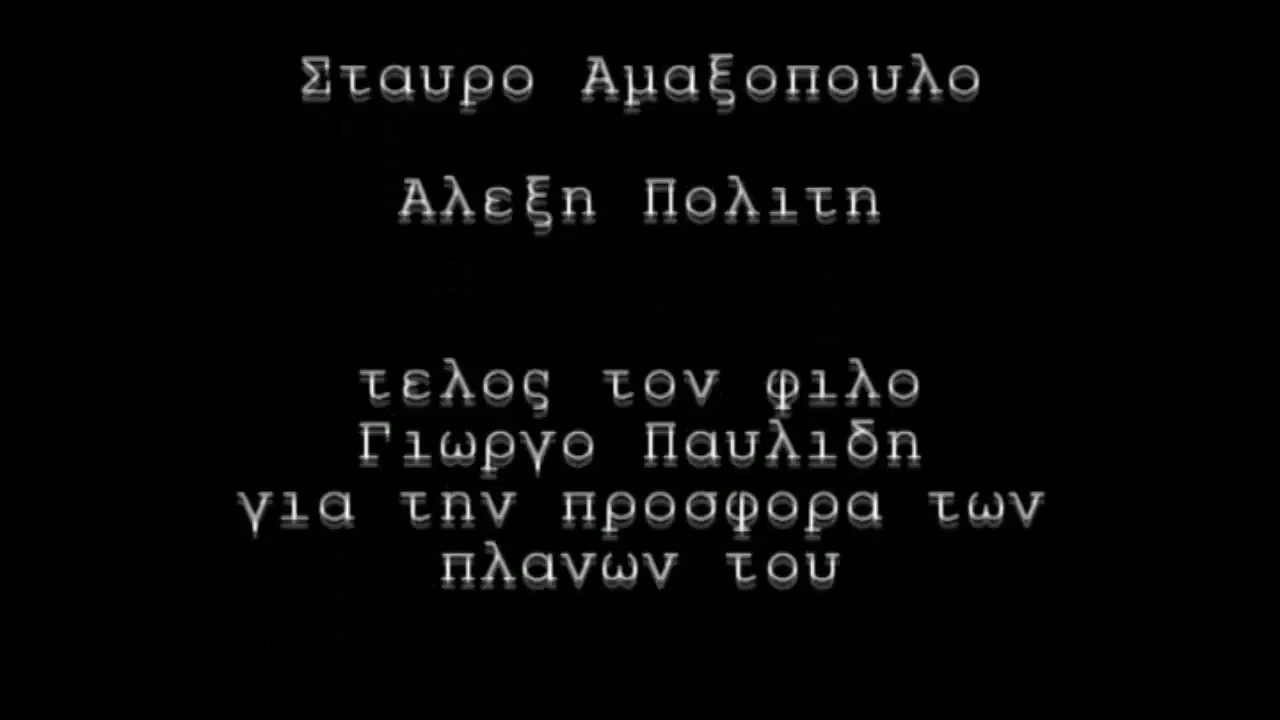 Σταυρο Αμαξοπουλο
Αλεξη Πολιτη
τελος τον φιλο
Γιωργο Παυλιδη
για την προσφορα των
πλανων του